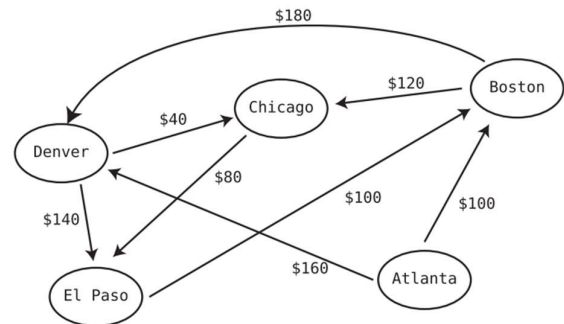 $180
Boston
$120
Chicago
$40
Denver
$80
$140
$100
$100
$160
Atlanta
El Paso